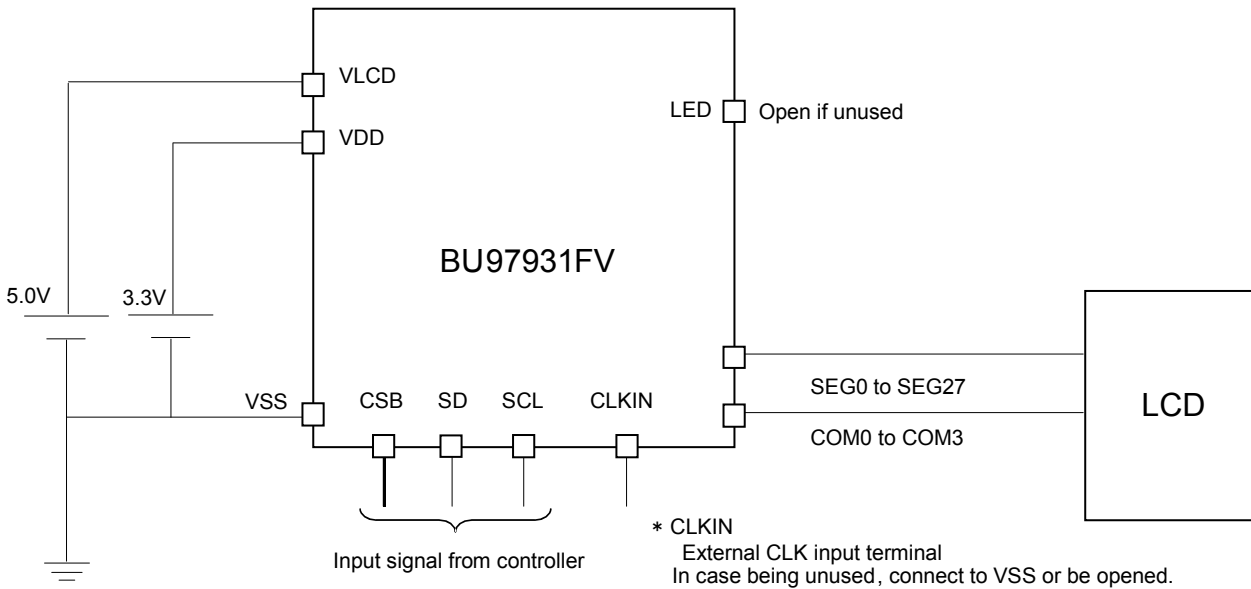 VLCD
LED Open if unused
VDD
BU97931FV
5.0V
3.3V
VSS
CSB SD SCL CLKIN
SEG0 to SEG27
COM0 to COM3
LCD
Input signal from controller
* CLKIN
External CLK input terminal
In case being unused, connect to VSS or be opened.